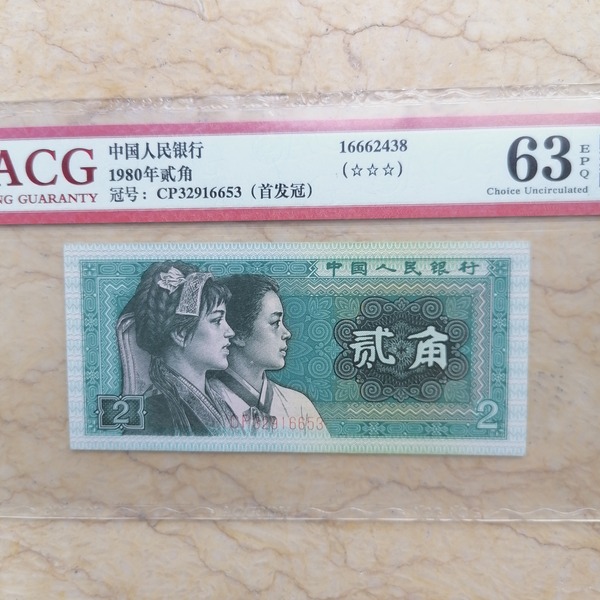 ACG
NG GUARANTY
中国人民银行
1980年贰角
冠号：CP32916653（首发冠）
16662438
(☆☆☆)
63
EPQ
Choice Uncirculated
中国人民银行
贰角
2
CP32916653
2